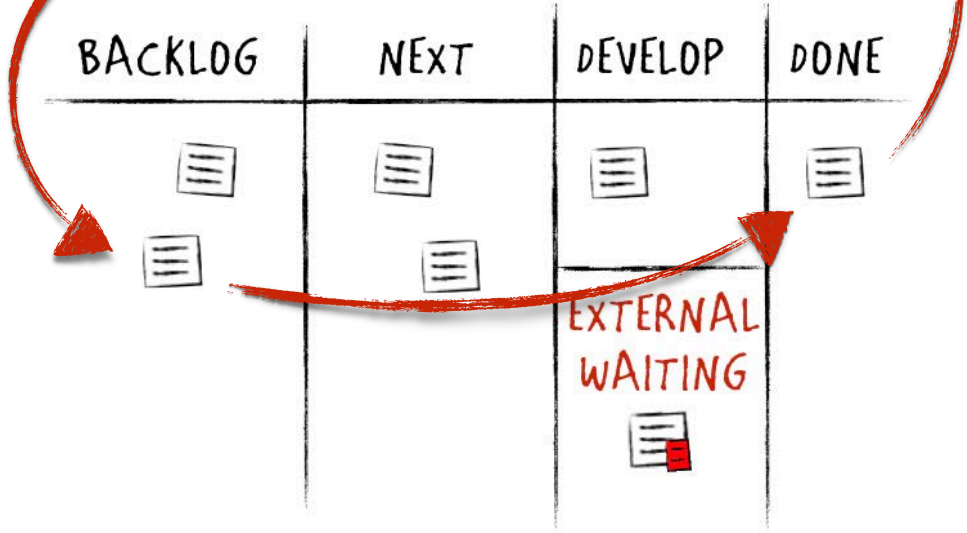 BACKLOG
NEXT
DEVELOP
DONE
EXTERNAL
WAITING